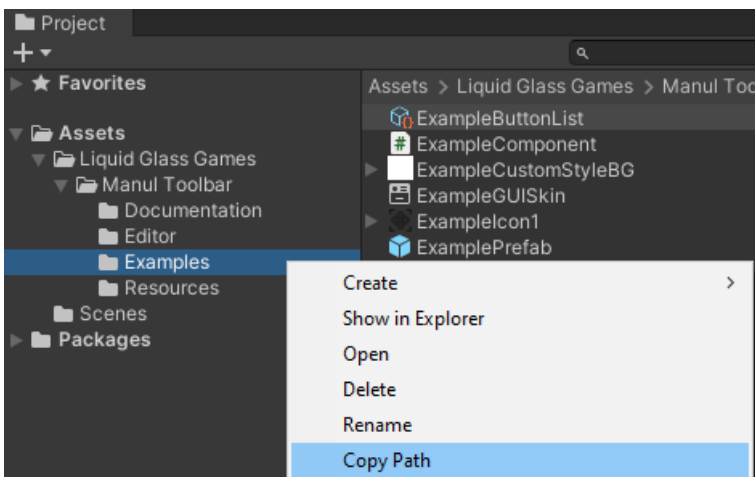 Project
Favorites
Assets
Liquid Glass Games
Manul Toolbar
Documentation
Editor
Examples
Resources
Scenes
Packages
Assets > Liquid Glass Games > Manul Too
ExampleButtonList
ExampleComponent
ExampleCustomStyleBG
ExampleGUISkin
ExampleIcon1
ExamplePrefab
Create
Show in Explorer
Open
Delete
Rename
Copy Path